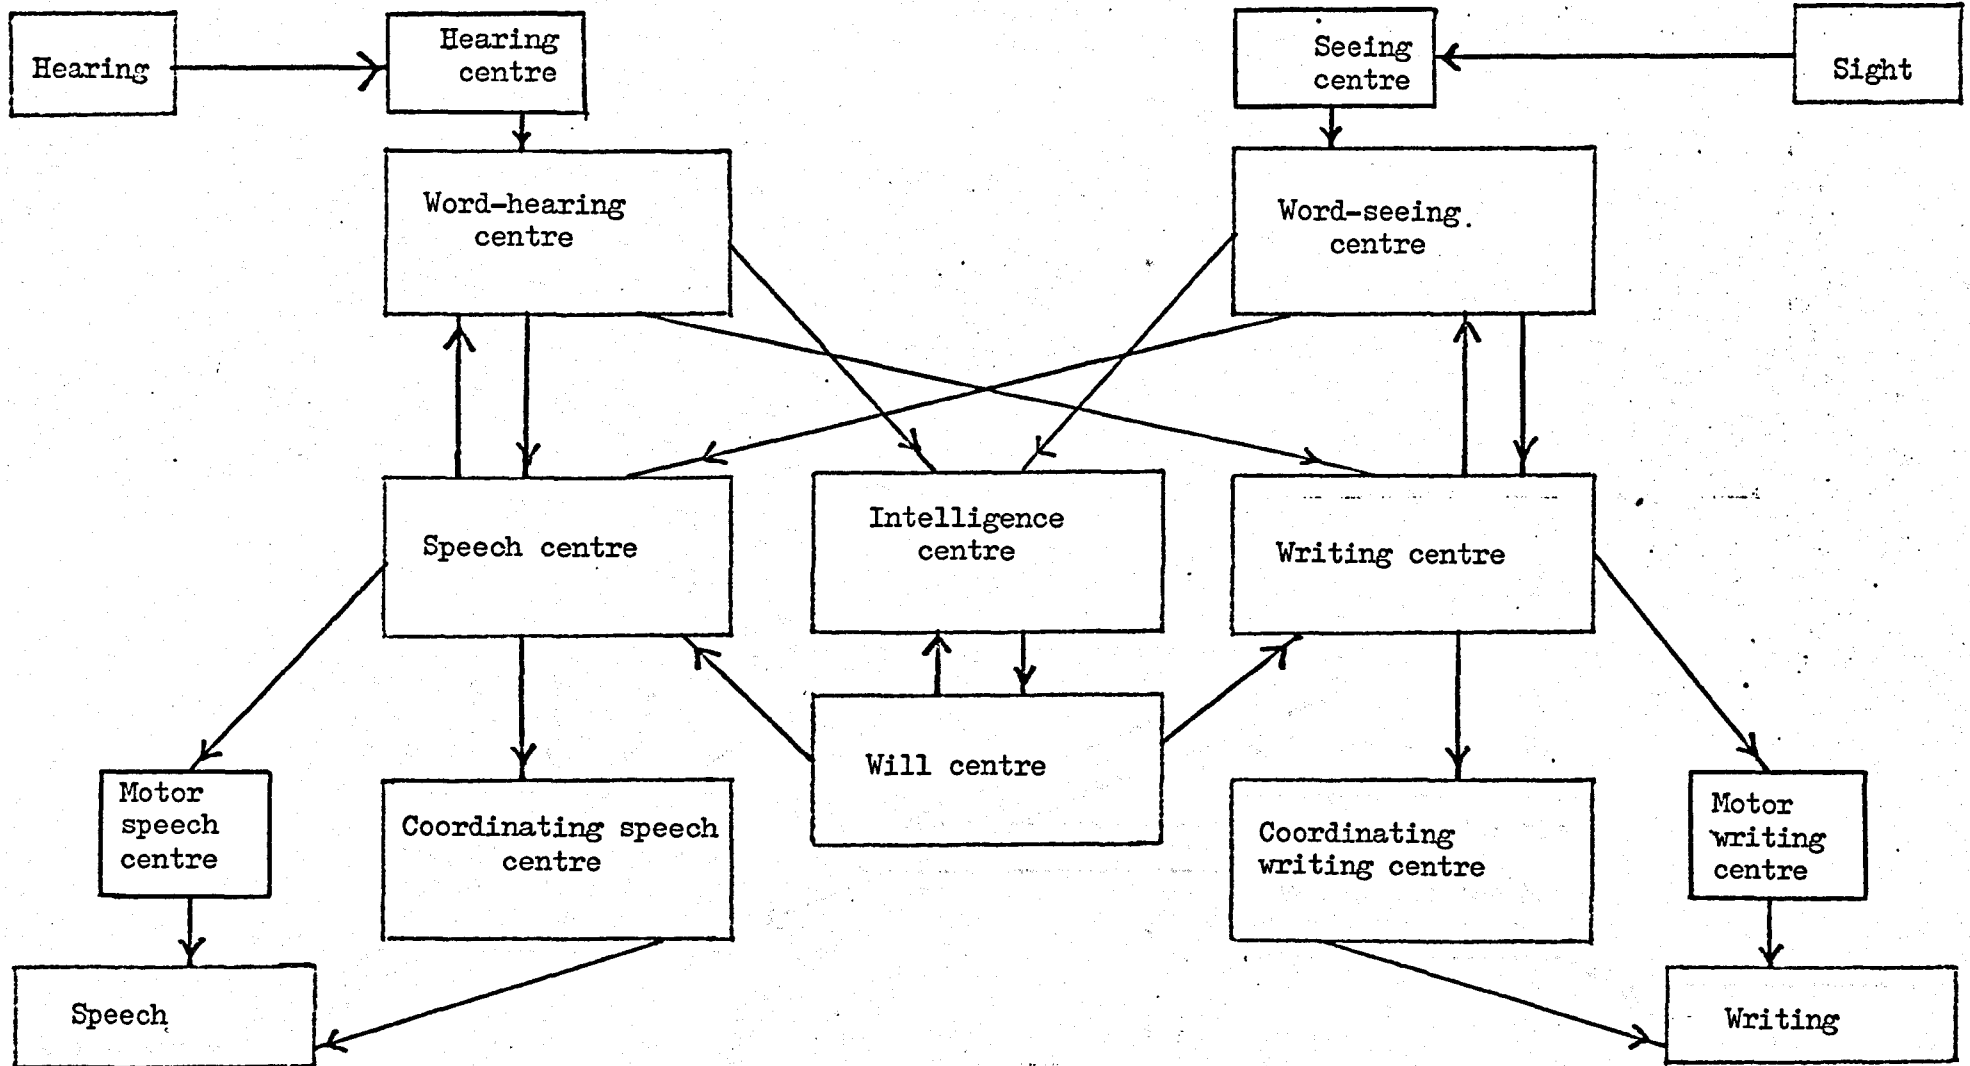 Hearing
Hearing
centre
Seeing
centre
Sight
Word-hearing
centre
Word-seeing
centre
Speech centre
Intelligence
centre
Writing centre
Motor
speech
centre
Coordinating speech
centre
Will centre
Coordinating
writing centre
Motor
writing
centre
Speech
Writing